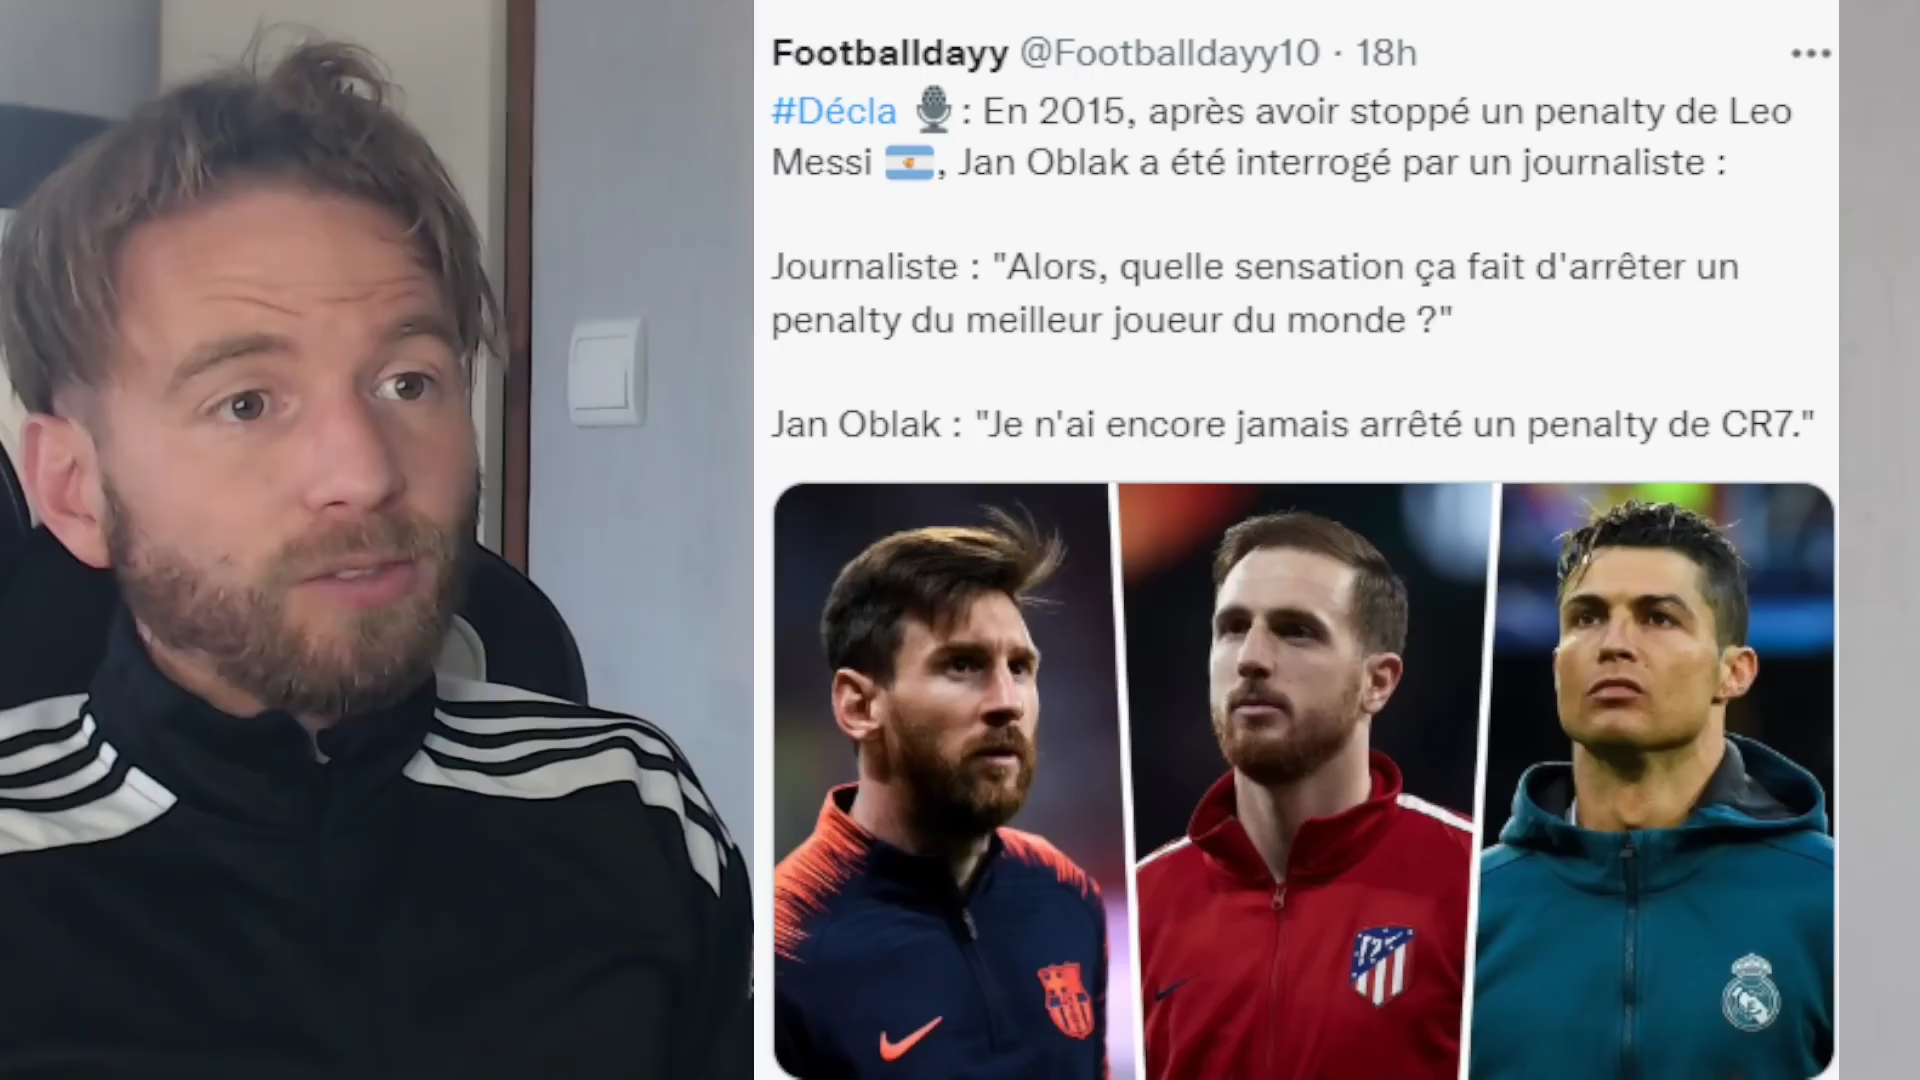 Footballdayy @Footballdayy10 · 18h
#Décla 🎙️: En 2015, après avoir stoppé un penalty de Leo
Messi 🇦🇷, Jan Oblak a été interrogé par un journaliste :
Journaliste : "Alors, quelle sensation ça fait d'arrêter un
penalty du meilleur joueur du monde ?"
Jan Oblak : "Je n'ai encore jamais arrêté un penalty de CR7."